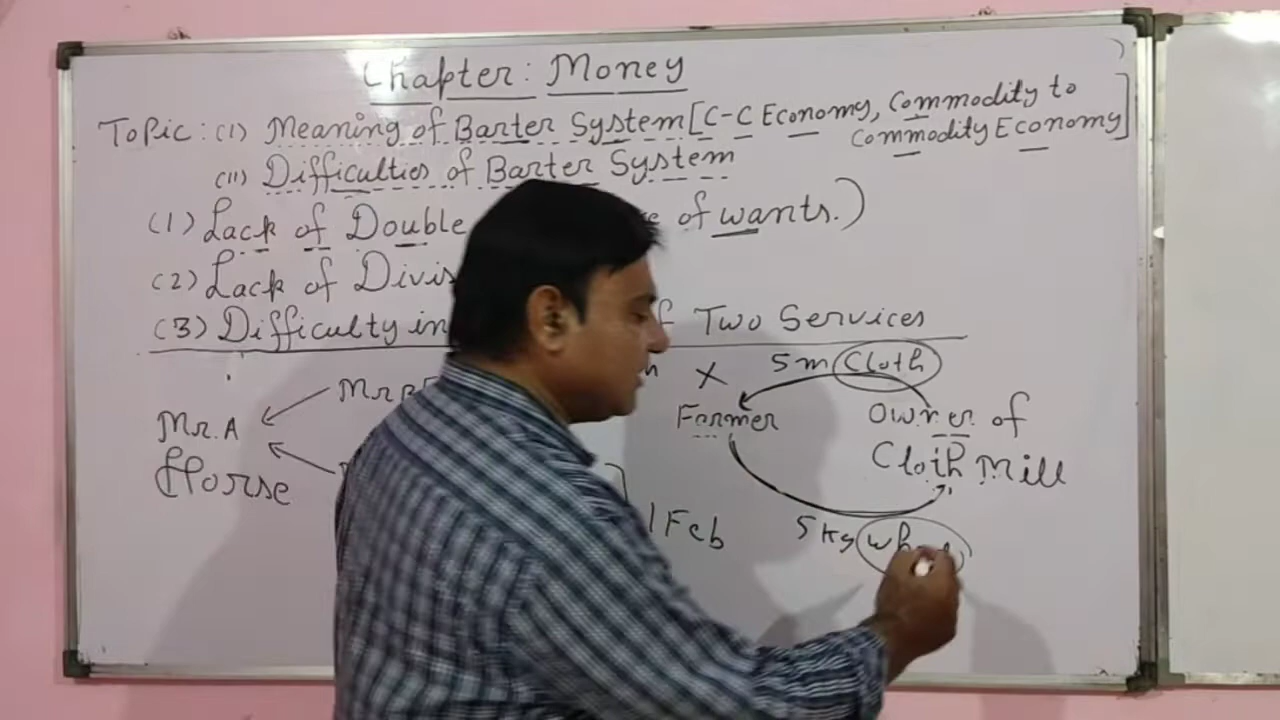 Chapter: Money
Topic: (I) Meaning of Barter System [C-C Economy, Commodity to
Commodity Economy]
(II) Difficulties of Barter System
(1) Lack of Double of wants.)
(2) Lack of
(3) Difficulty in Two Services
X 5m Cloth
Mr. A
Horse
Farmer
Owner of
Cloth Mill
1 Feb
5 kg